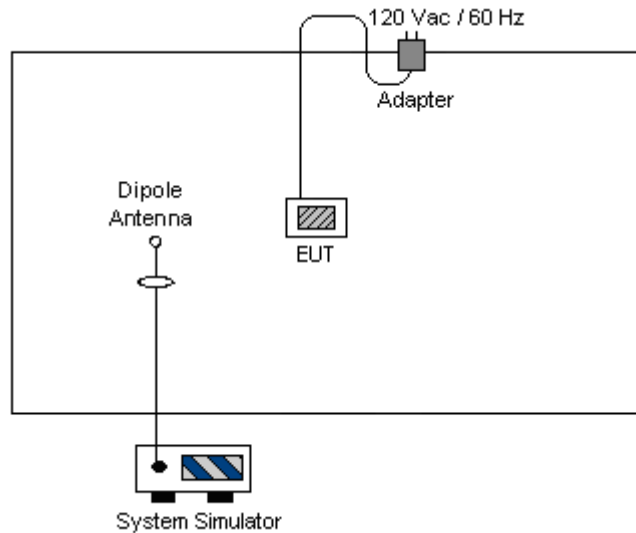 120 Vac / 60 Hz
Adapter
Dipole
Antenna
EUT
System Simulator